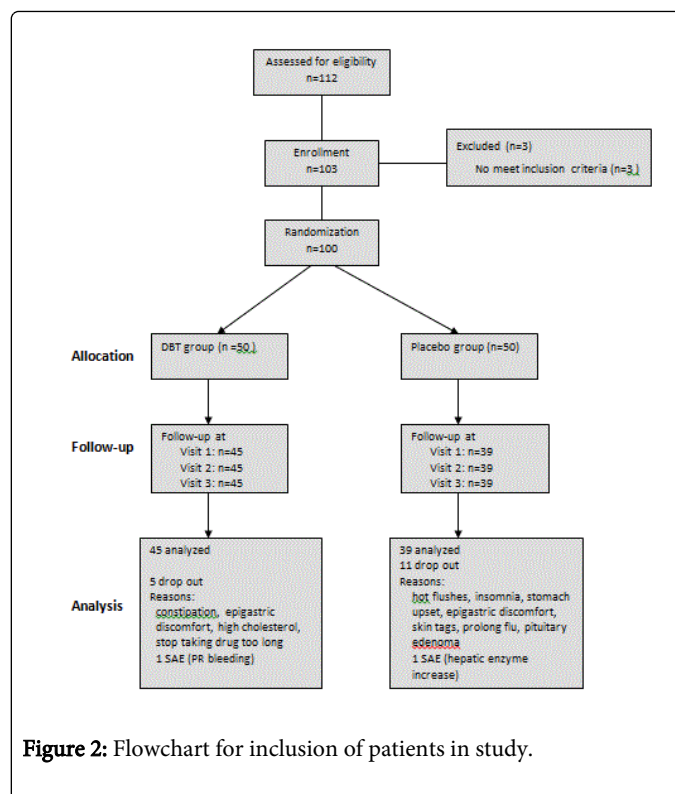 Assessed for eligibility
n=112
Enrollment
n=103
Excluded (n=3)
No meet inclusion criteria (n=3 )
Randomization
n=100
Allocation
DBT group (n =50 )
Placebo group (n=50)
Follow-up
Follow-up at
Visit 1: n=45
Visit 2: n=45
Visit 3: n=45
Follow-up at
Visit 1: n=39
Visit 2: n=39
Visit 3: n=39
Analysis
45 analyzed
5 drop out
Reasons:
constipation, epigastric
discomfort, high cholesterol,
stop taking drug too long
1 SAE (PR bleeding)
39 analyzed
11 drop out
Reasons:
hot flushes, insomnia, stomach
upset, epigastric discomfort,
skin tags, prolong flu, pituitary
edenoma
1 SAE (hepatic enzyme
increase)
Figure 2: Flowchart for inclusion of patients in study.